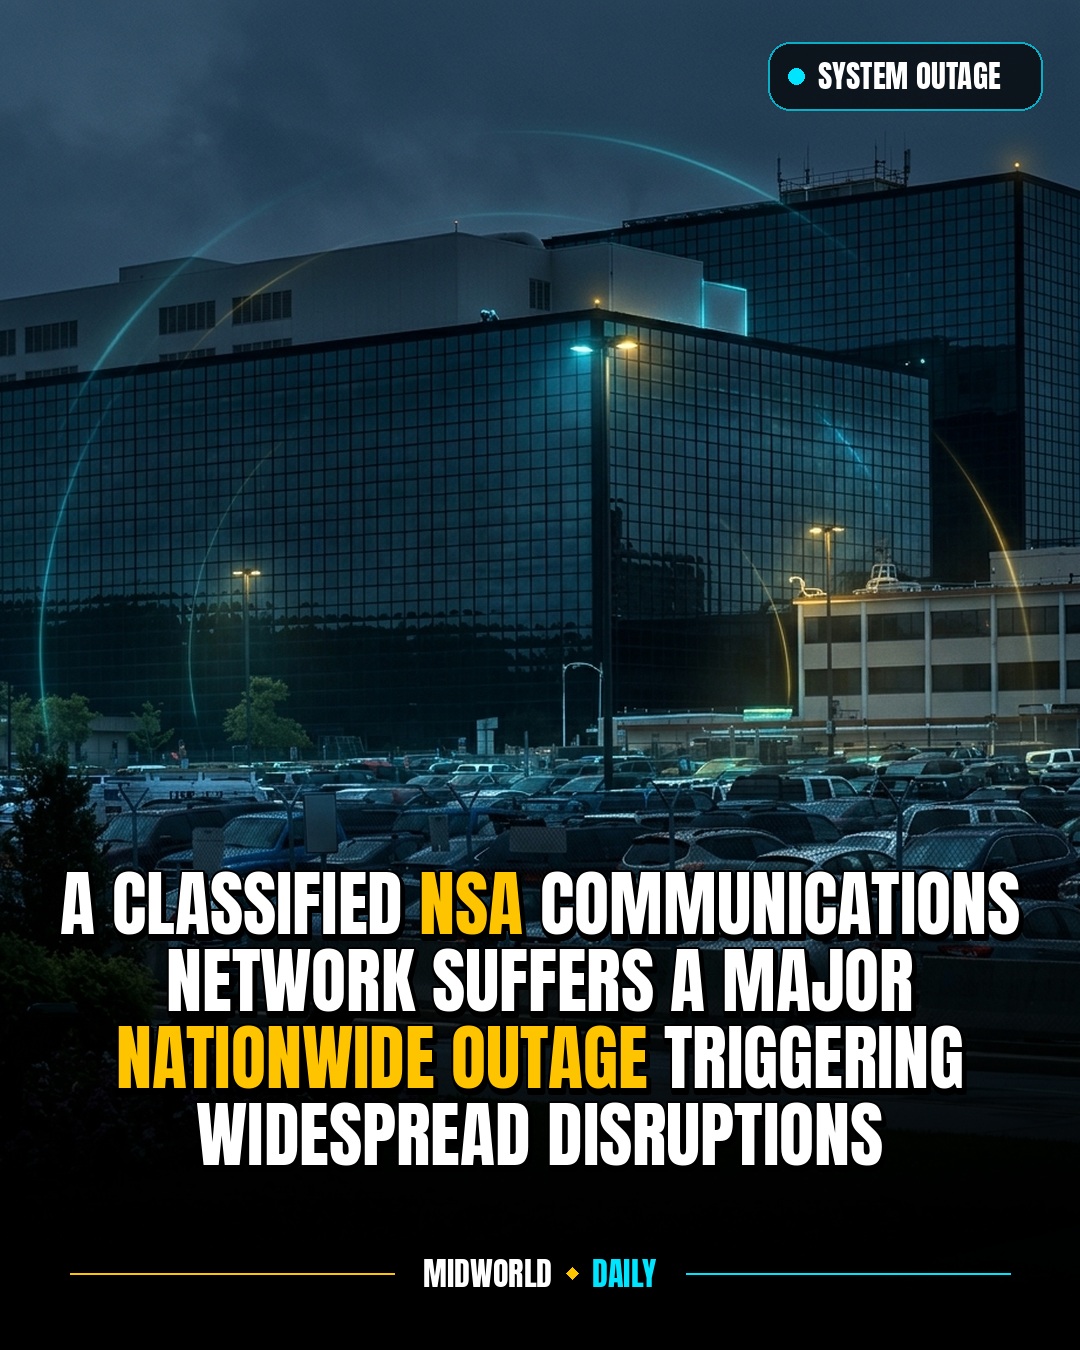 SYSTEM OUTAGE
A CLASSIFIED NSA COMMUNICATIONS
NETWORK SUFFERS A MAJOR
NATIONWIDE OUTAGE TRIGGERING
WIDESPREAD DISRUPTIONS
MIDWORLD DAILY